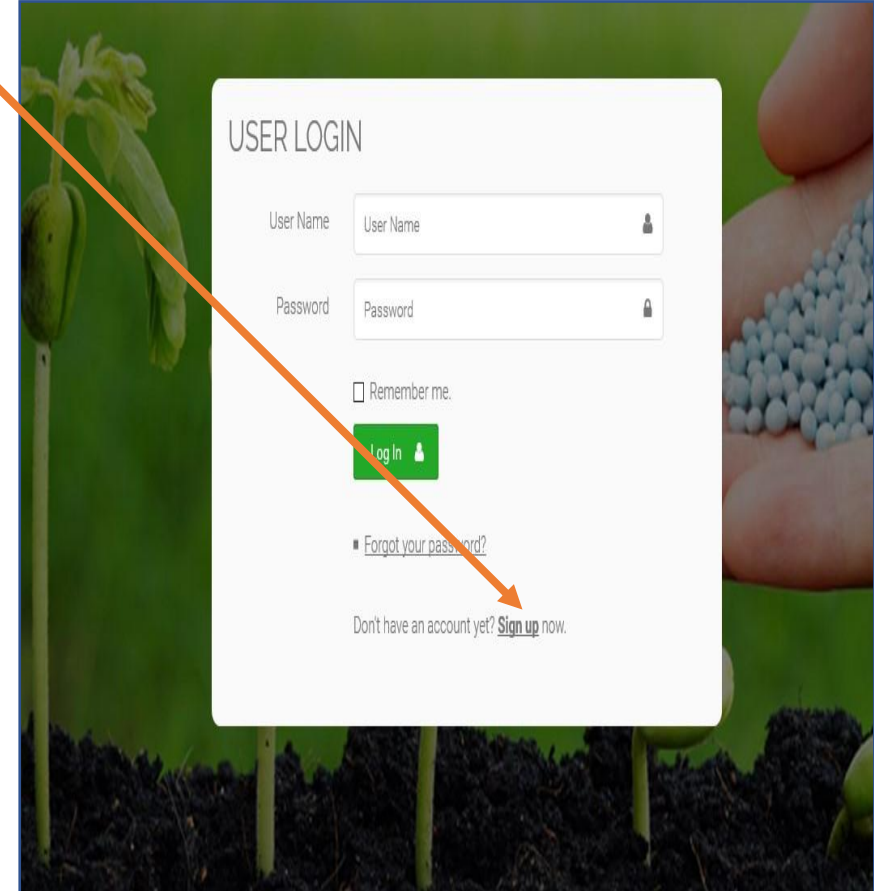 USER LOGIN
User Name User Name
Password Password
Remember me.
Log In
Forgot your password?
Don't have an account yet? Sign up now.